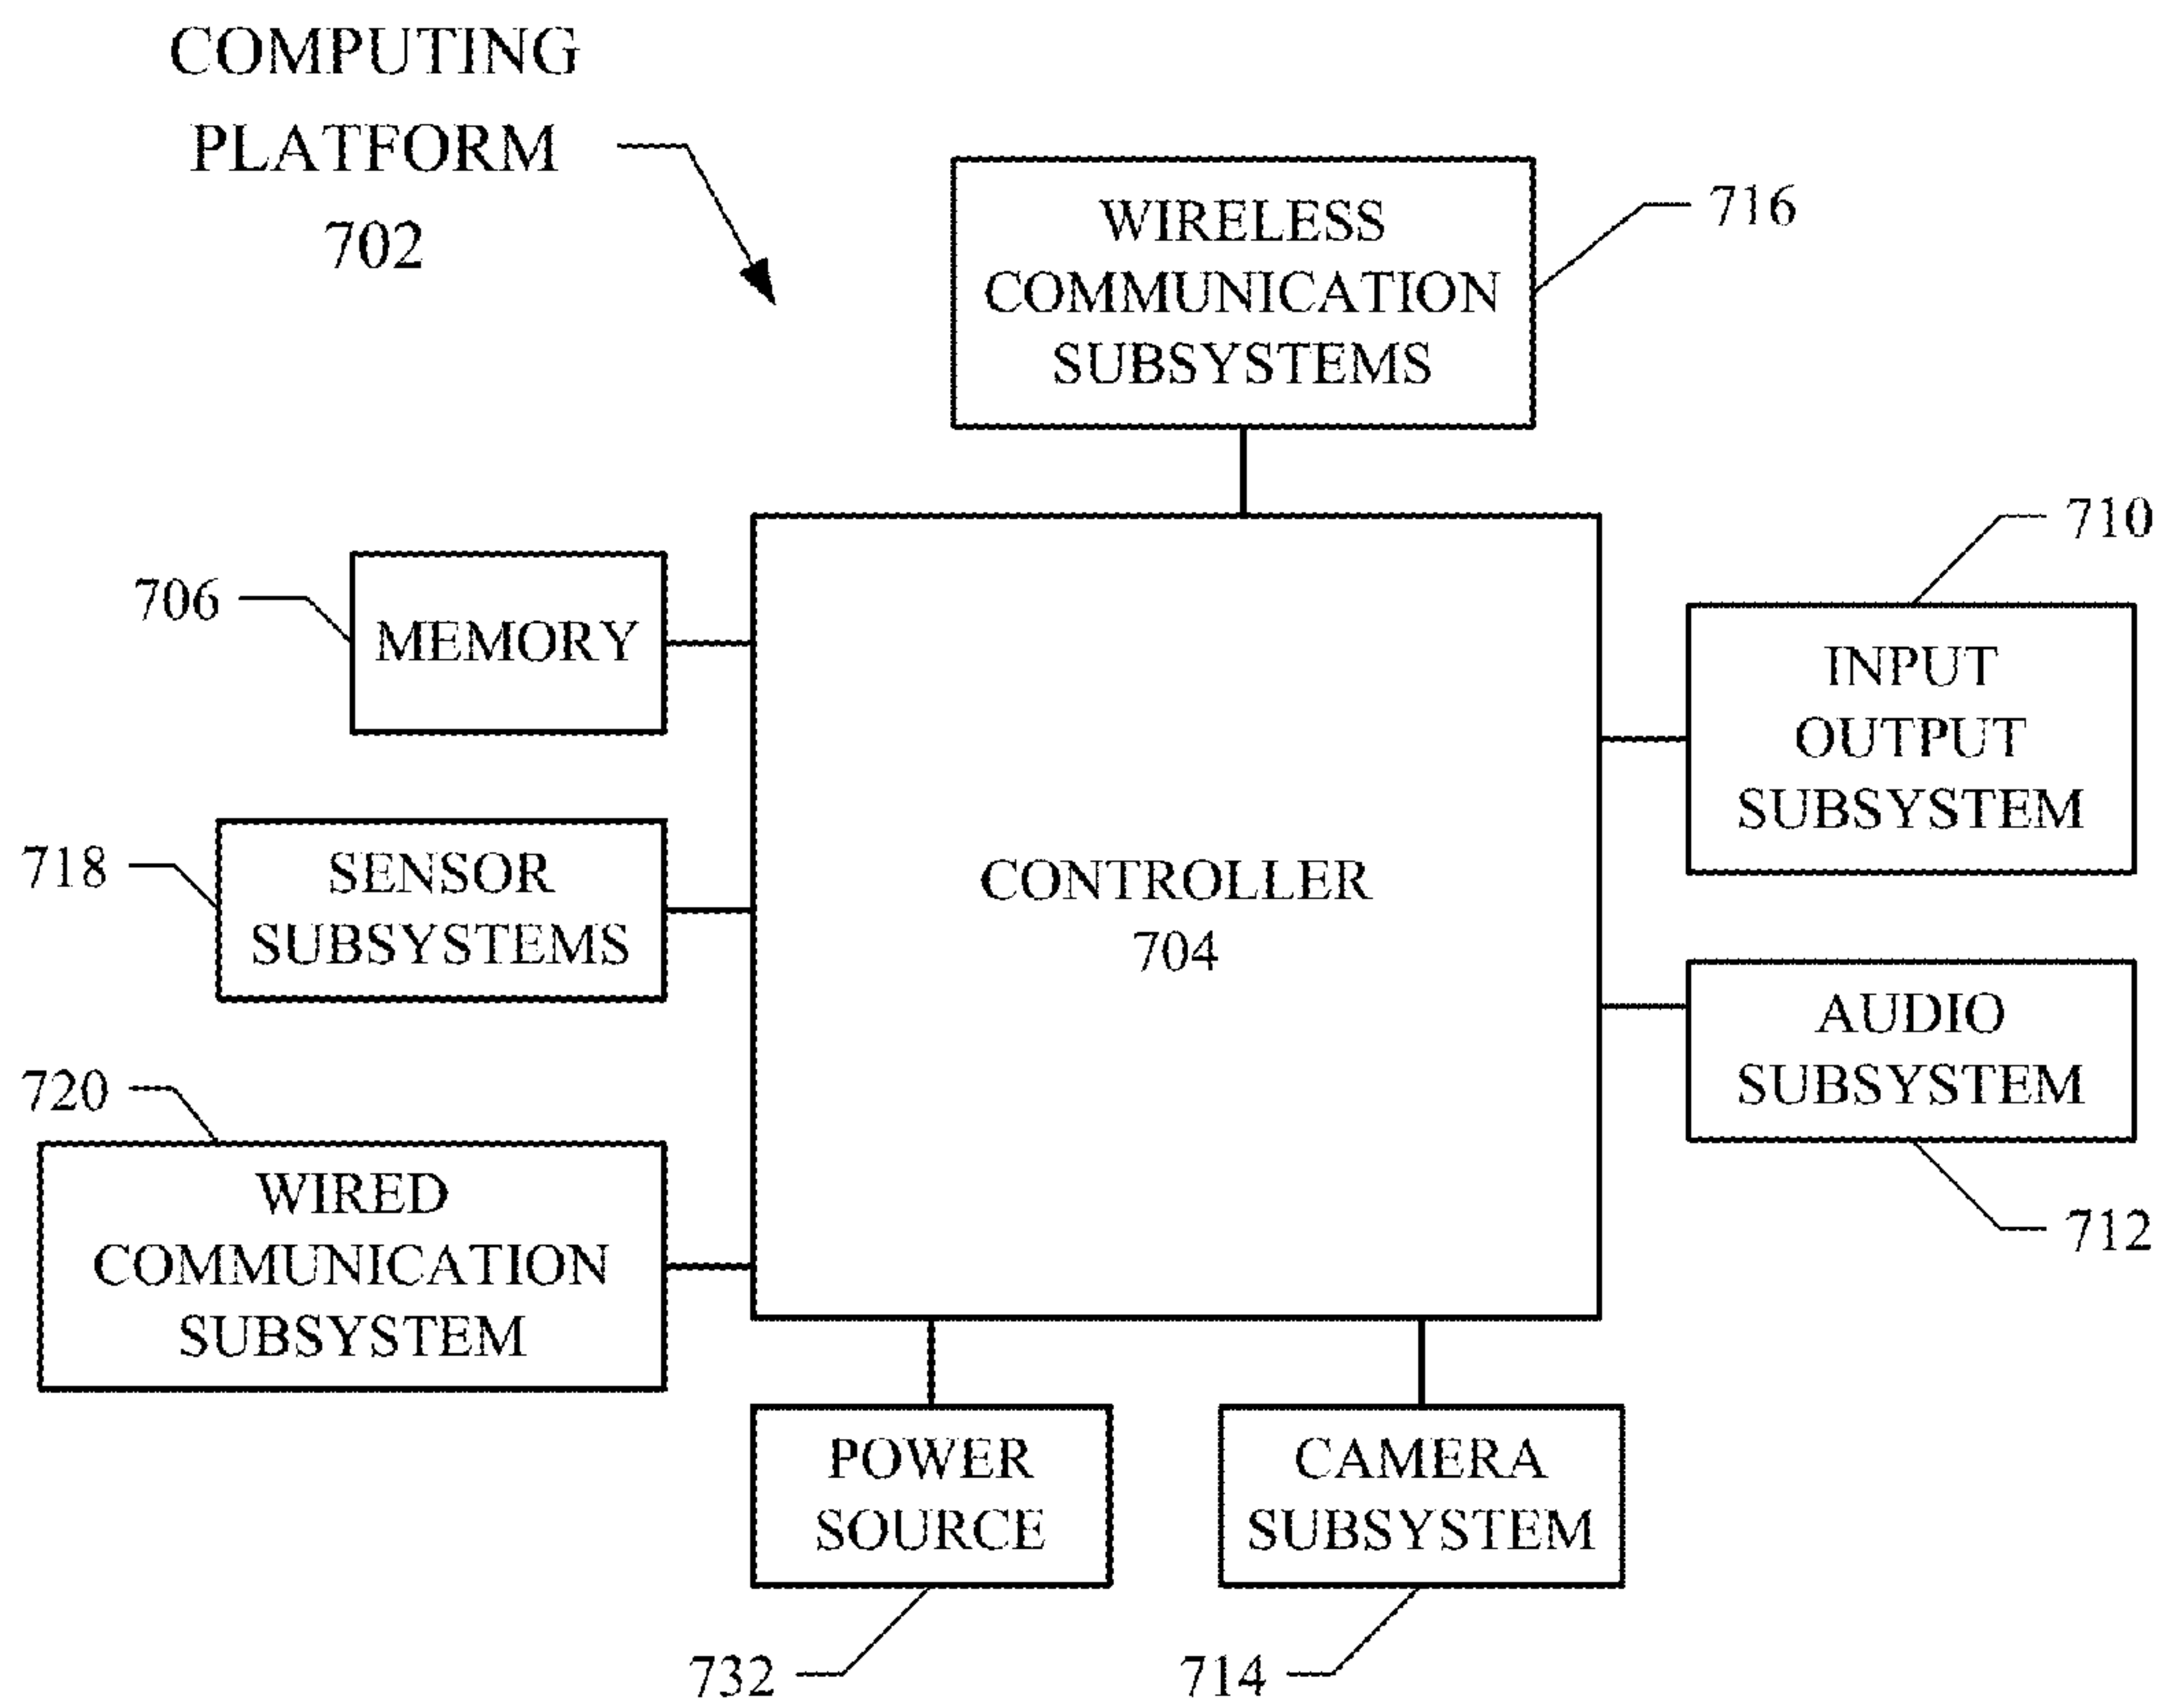 COMPUTING
PLATFORM
702
WIRELESS
COMMUNICATION
SUBSYSTEMS
716
706
MEMORY
710
INPUT
OUTPUT
SUBSYSTEM
718
SENSOR
SUBSYSTEMS
CONTROLLER
704
AUDIO
SUBSYSTEM
712
720
WIRED
COMMUNICATION
SUBSYSTEM
POWER
SOURCE
732
CAMERA
SUBSYSTEM
714